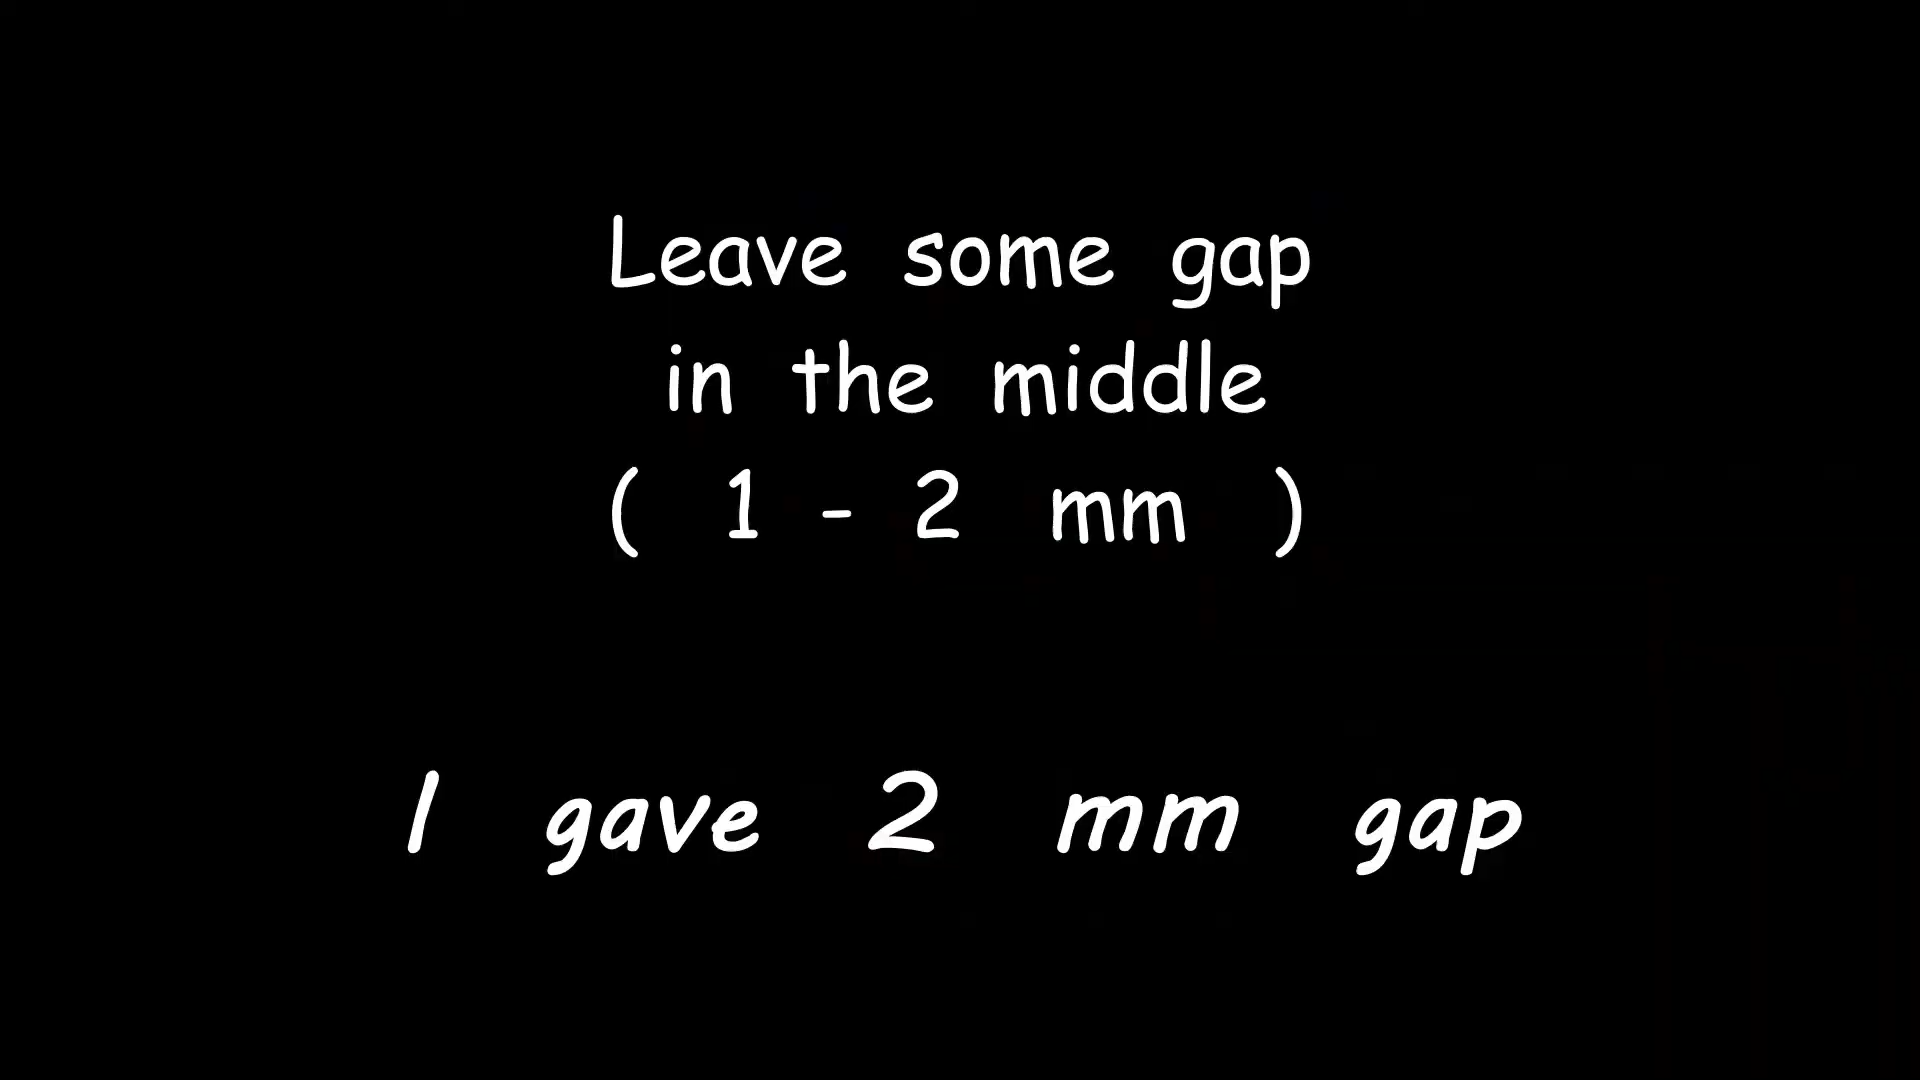 Leave some gap
in the middle
( 1 - 2 mm )
I gave 2 mm gap